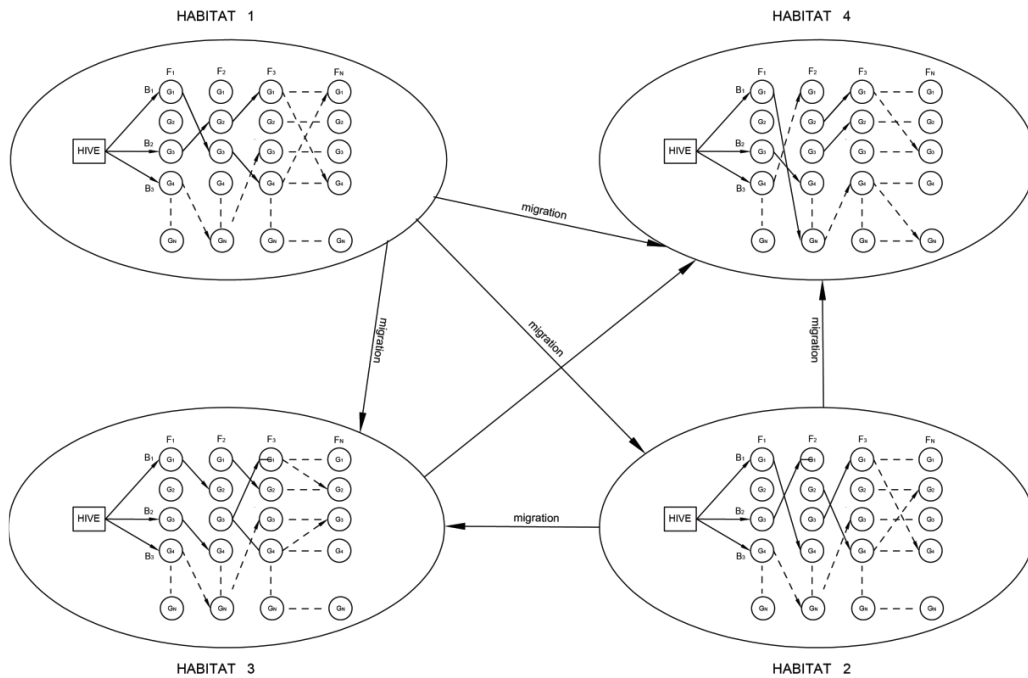 HABITAT 1
F1 F2 F3 FN
B1 G1 G1 G1 G1
G2 G2 G2 G2
HIVE B2 G3 G3 G3 G3
B3 G4 G4 G4 G4
GN GN GN GN
HABITAT 4
F1 F2 F3 FN
B1 G1 G1 G1 G1
G2 G2 G2 G2
HIVE B2 G3 G3 G3 G3
B3 G4 G4 G4 G4
GN GN GN GN
migration
migration
migration
migration
migration
F1 F2 F3 FN
B1 G1 G1 G1 G1
G2 G2 G2 G2
HIVE B2 G3 G3 G3 G3
B3 G4 G4 G4 G4
GN GN GN GN
HABITAT 3
F1 F2 F3 FN
B1 G1 G1 G1 G1
G2 G2 G2 G2
HIVE B2 G3 G3 G3 G3
B3 G4 G4 G4 G4
GN GN GN GN
HABITAT 2